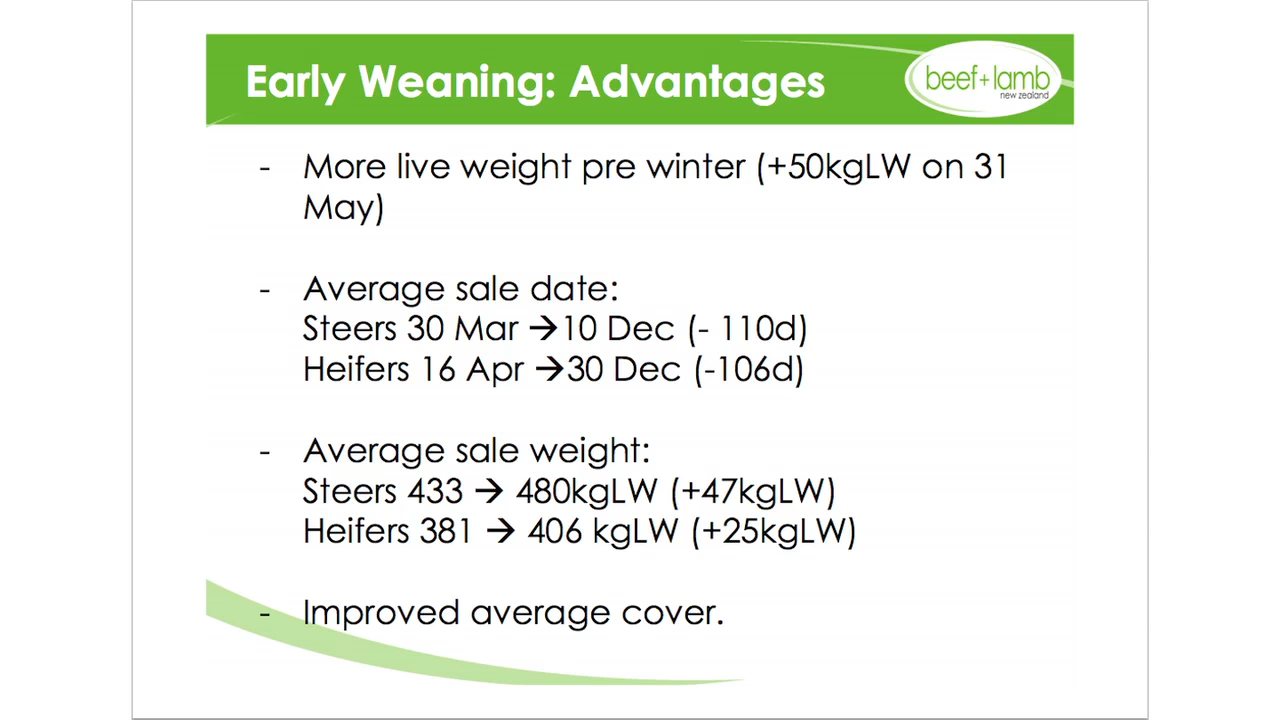 Early Weaning: Advantages
beef+lamb
new zealand
- More live weight pre winter (+50kgLW on 31
May)
- Average sale date:
Steers 30 Mar →10 Dec (- 110d)
Heifers 16 Apr →30 Dec (-106d)
- Average sale weight:
Steers 433 → 480kgLW (+47kgLW)
Heifers 381 → 406 kgLW (+25kgLW)
- Improved average cover.